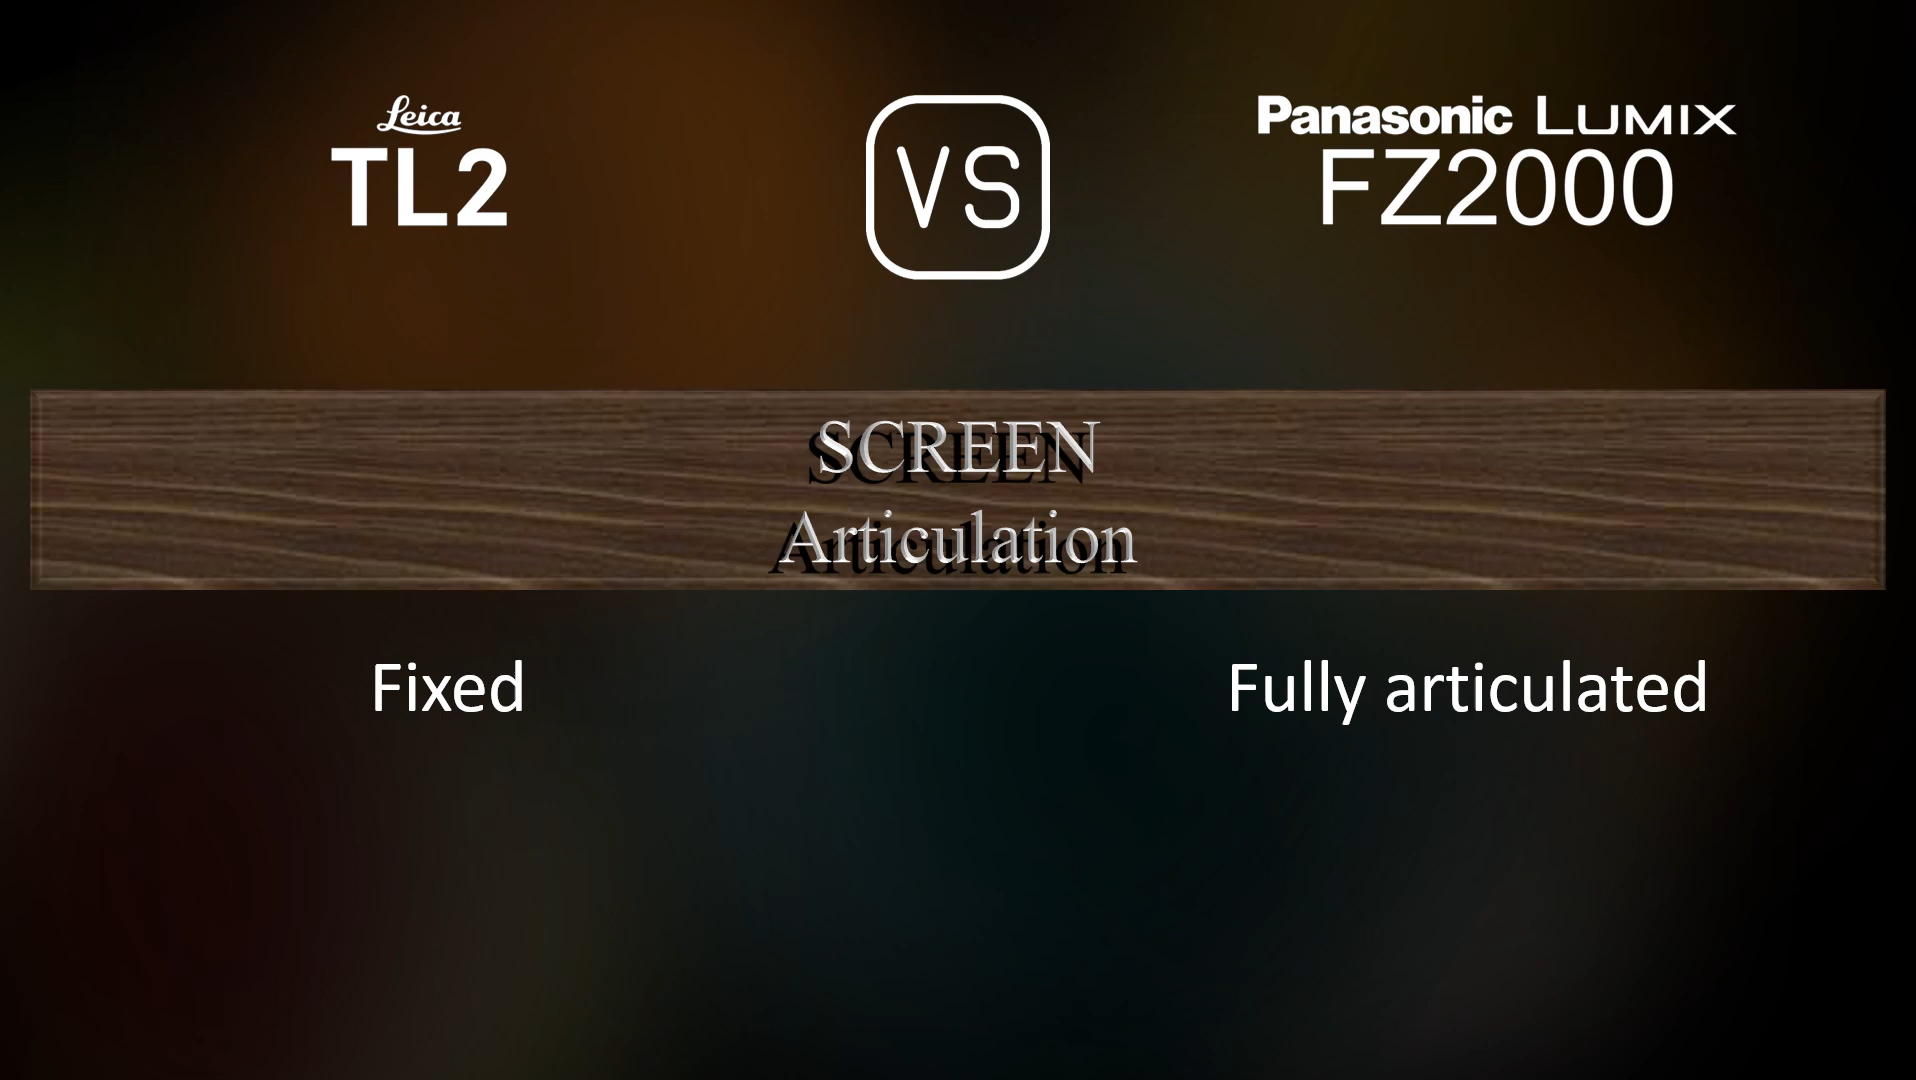 Leica
TL2
VS
Panasonic LUMIX
FZ2000
SCREEN
Articulation
Fixed
Fully articulated